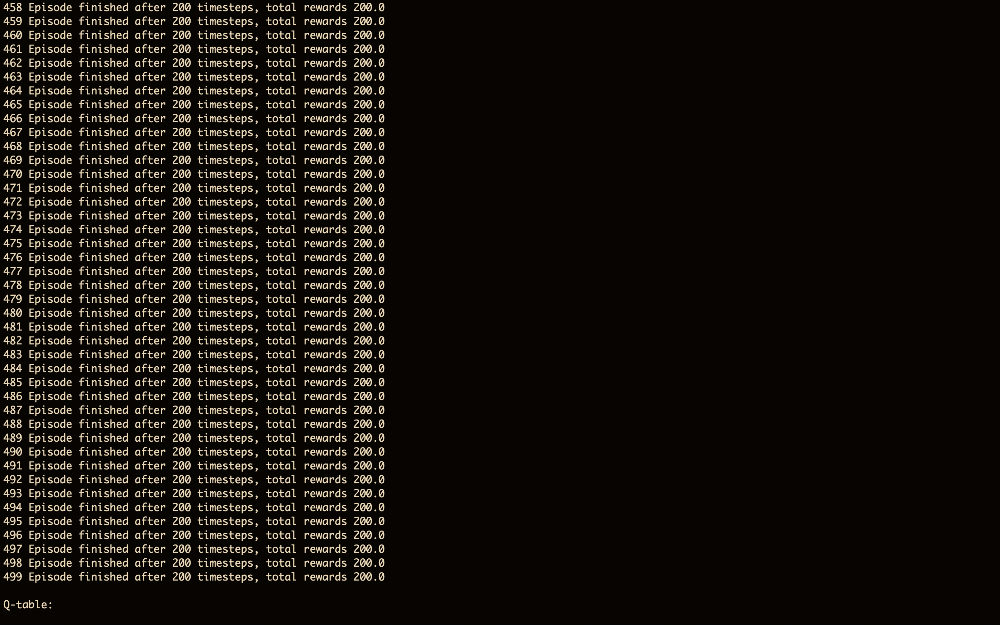 458 Episode finished after 200 timesteps, total rewards 200.0
459 Episode finished after 200 timesteps, total rewards 200.0
460 Episode finished after 200 timesteps, total rewards 200.0
461 Episode finished after 200 timesteps, total rewards 200.0
462 Episode finished after 200 timesteps, total rewards 200.0
463 Episode finished after 200 timesteps, total rewards 200.0
464 Episode finished after 200 timesteps, total rewards 200.0
465 Episode finished after 200 timesteps, total rewards 200.0
466 Episode finished after 200 timesteps, total rewards 200.0
467 Episode finished after 200 timesteps, total rewards 200.0
468 Episode finished after 200 timesteps, total rewards 200.0
469 Episode finished after 200 timesteps, total rewards 200.0
470 Episode finished after 200 timesteps, total rewards 200.0
471 Episode finished after 200 timesteps, total rewards 200.0
472 Episode finished after 200 timesteps, total rewards 200.0
473 Episode finished after 200 timesteps, total rewards 200.0
474 Episode finished after 200 timesteps, total rewards 200.0
475 Episode finished after 200 timesteps, total rewards 200.0
476 Episode finished after 200 timesteps, total rewards 200.0
477 Episode finished after 200 timesteps, total rewards 200.0
478 Episode finished after 200 timesteps, total rewards 200.0
479 Episode finished after 200 timesteps, total rewards 200.0
480 Episode finished after 200 timesteps, total rewards 200.0
481 Episode finished after 200 timesteps, total rewards 200.0
482 Episode finished after 200 timesteps, total rewards 200.0
483 Episode finished after 200 timesteps, total rewards 200.0
484 Episode finished after 200 timesteps, total rewards 200.0
485 Episode finished after 200 timesteps, total rewards 200.0
486 Episode finished after 200 timesteps, total rewards 200.0
487 Episode finished after 200 timesteps, total rewards 200.0
488 Episode finished after 200 timesteps, total rewards 200.0
489 Episode finished after 200 timesteps, total rewards 200.0
490 Episode finished after 200 timesteps, total rewards 200.0
491 Episode finished after 200 timesteps, total rewards 200.0
492 Episode finished after 200 timesteps, total rewards 200.0
493 Episode finished after 200 timesteps, total rewards 200.0
494 Episode finished after 200 timesteps, total rewards 200.0
495 Episode finished after 200 timesteps, total rewards 200.0
496 Episode finished after 200 timesteps, total rewards 200.0
497 Episode finished after 200 timesteps, total rewards 200.0
498 Episode finished after 200 timesteps, total rewards 200.0
499 Episode finished after 200 timesteps, total rewards 200.0
Q-table: